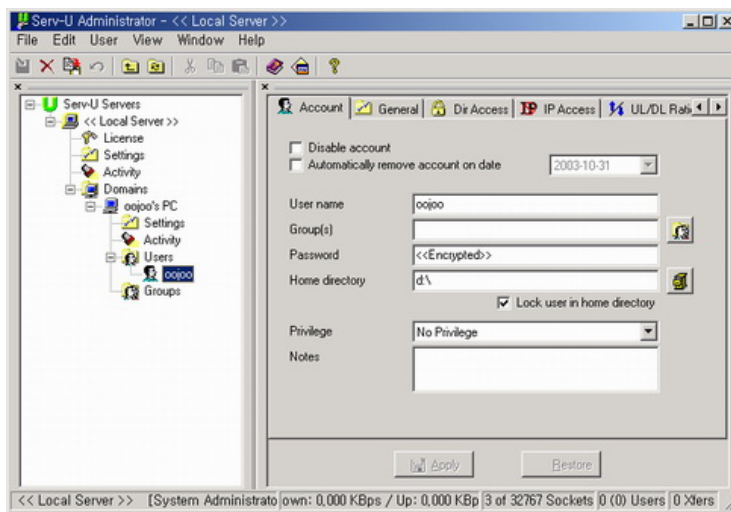 Serv-U Administrator - << Local Server >>
File Edit User View Window Help
Serv-U Servers
<< Local Server >>
License
Settings
Activity
Domains
oojoo's PC
Settings
Activity
Users
oojoo
Groups
Account General Dir Access IP Access UL/DL Rati
Disable account
Automatically remove account on date 2003-10-31
User name oojoo
Group(s)
Password <<Encrypted>>
Home directory d:\
Lock user in home directory
Privilege No Privilege
Notes
Apply Restore
<< Local Server >> [System Administrato own: 0,000 KBps / Up: 0,000 KBp 3 of 32767 Sockets 0 (0) Users 0 Xfers